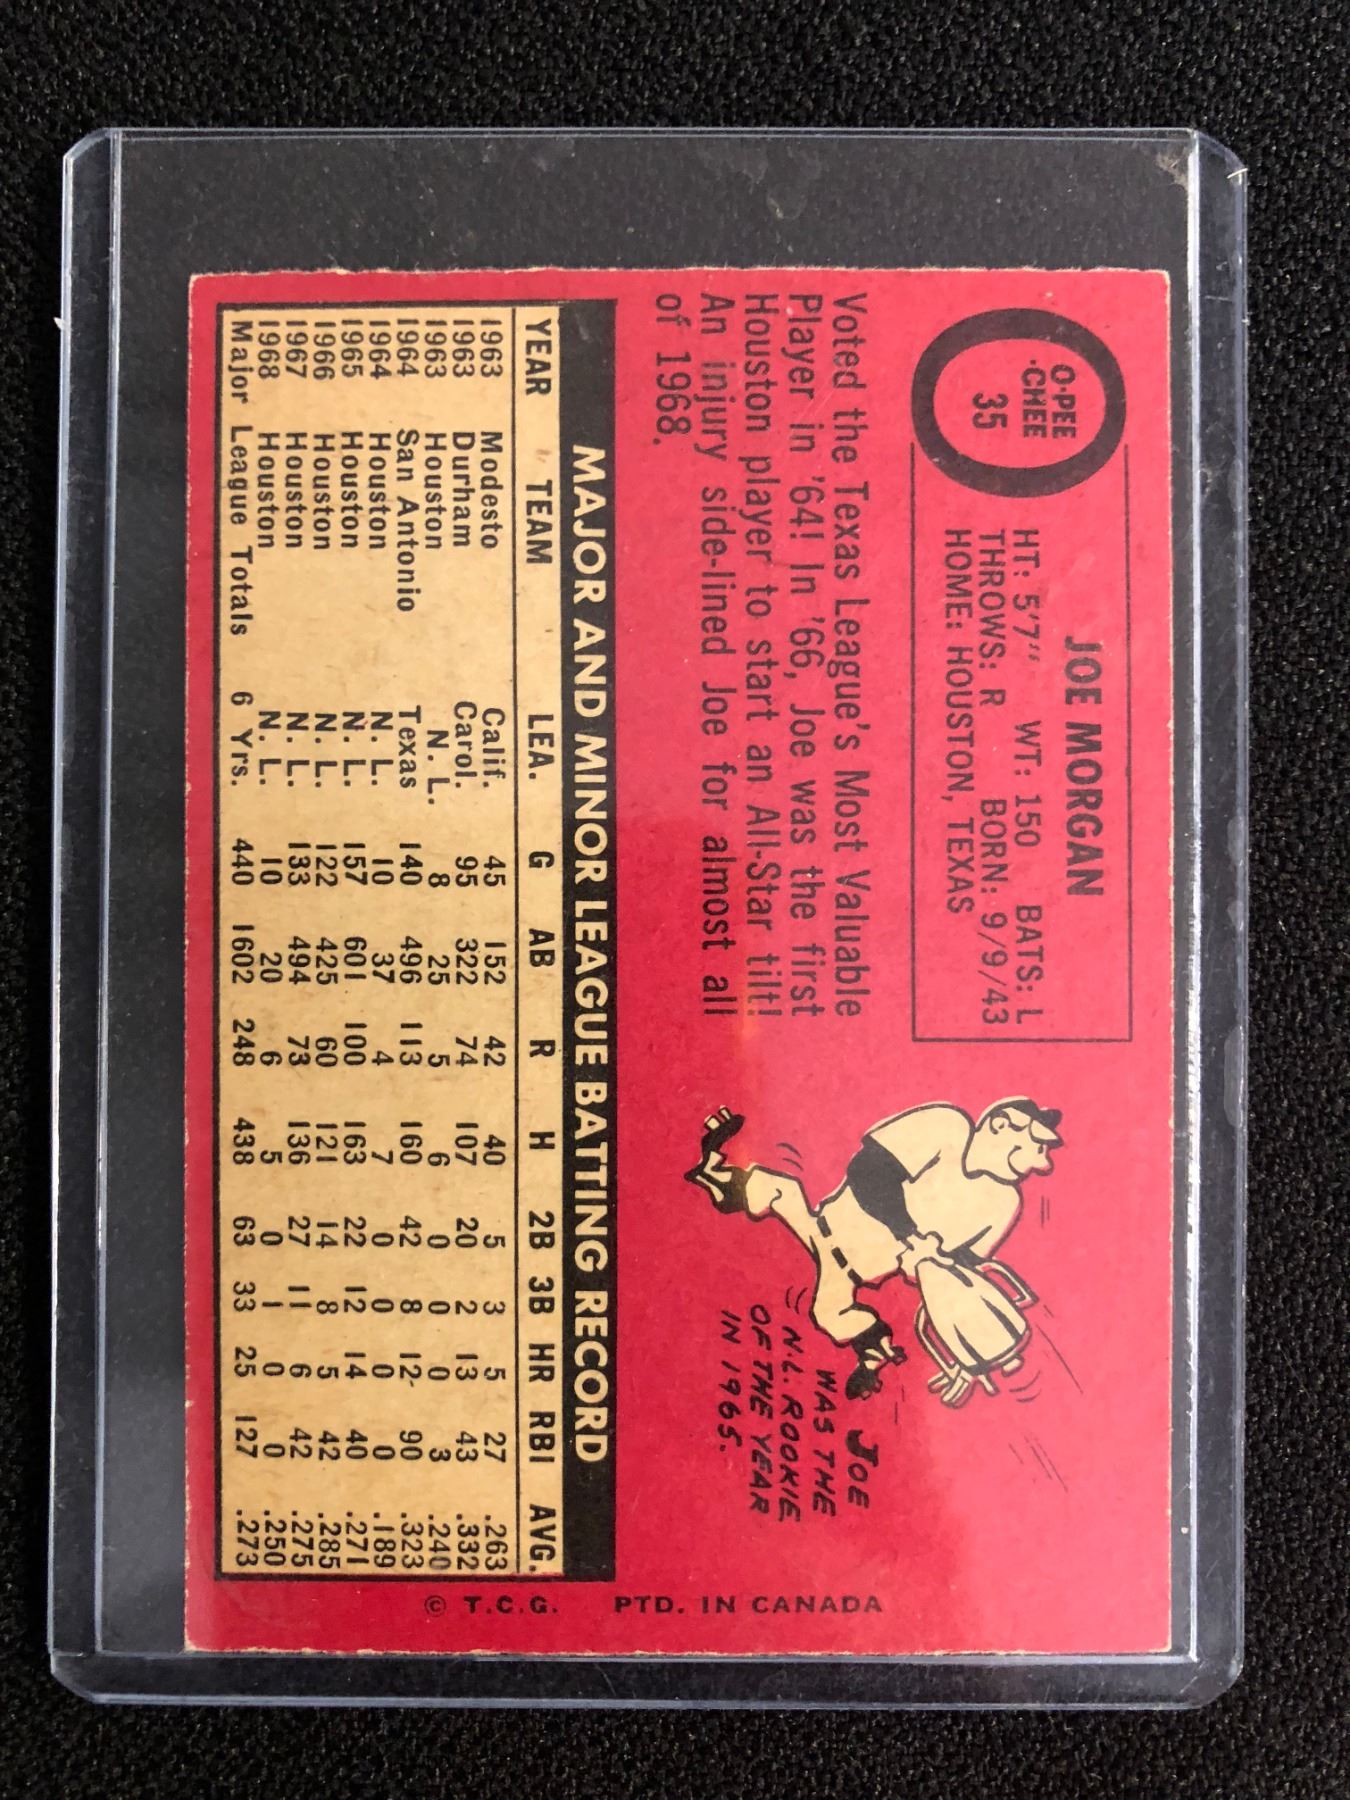 O-PEE
-CHEE
35
JOE MORGAN
HT: 5'7" WT: 150 BATS: L
THROWS: R BORN: 9/9/43
HOME: HOUSTON, TEXAS
Voted the Texas League's Most Valuable
Player in '64! In '66, Joe was the first
Houston player to start an All-Star tilt!
An injury side-lined Joe for almost all
of 1968.
JOE
WAS THE
N.L. ROOKIE
OF THE YEAR
IN 1965.
MAJOR AND MINOR LEAGUE BATTING RECORD
YEAR TEAM LEA. G AB R H 2B 3B HR RBI AVG.
1963 Modesto Calif. 45 152 42 40 5 3 5 27 .263
1963 Durham Carol. 95 322 74 107 20 2 13 43 .332
1963 Houston N. L. 8 25 5 6 0 0 0 3 .240
1964 San Antonio Texas 140 496 113 160 42 8 12 90 .323
1964 Houston N. L. 10 37 4 7 0 0 0 0 .189
1965 Houston N. L. 157 601 100 163 22 12 14 40 .271
1966 Houston N. L. 122 425 60 121 14 8 5 42 .285
1967 Houston N. L. 133 494 73 136 27 11 6 42 .275
1968 Houston N. L. 10 20 6 5 0 1 0 0 .250
Major League Totals 6 Yrs. 440 1602 248 438 63 33 25 127 .273
© T.C.G. PTD. IN CANADA